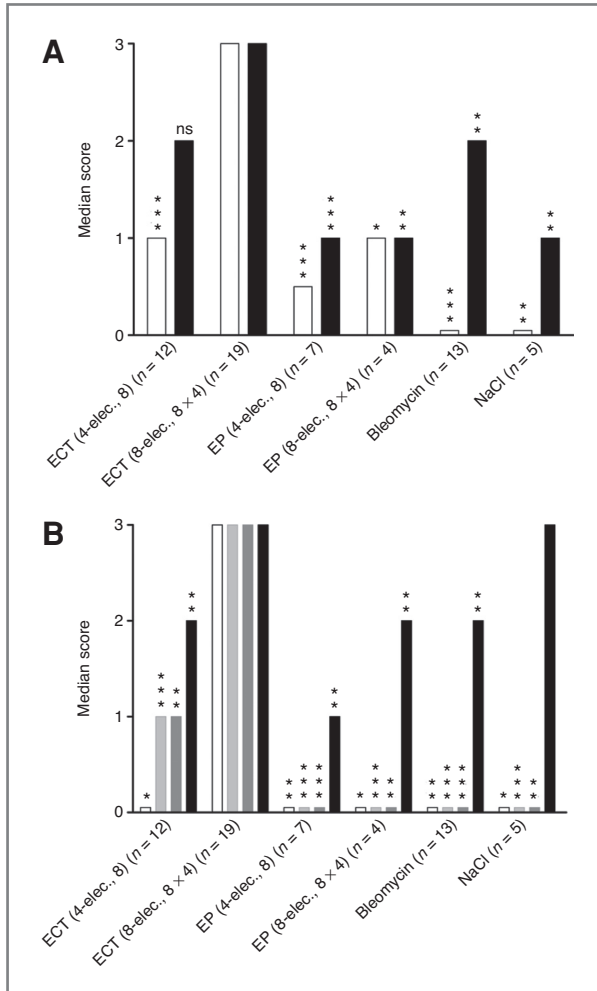 A
Median score
3
2
1
0
***
ns
***
***
*
**
***
**
**
**
ECT (4-elec., 8) (n = 12)
ECT (8-elec., 8 × 4) (n = 19)
EP (4-elec., 8) (n = 7)
EP (8-elec., 8 × 4) (n = 4)
Bleomycin (n = 13)
NaCl (n = 5)
B
Median score
3
2
1
0
*
***
**
**
**
***
***
**
*
***
**
**
**
***
***
**
*
***
**
ECT (4-elec., 8) (n = 12)
ECT (8-elec., 8 × 4) (n = 19)
EP (4-elec., 8) (n = 7)
EP (8-elec., 8 × 4) (n = 4)
Bleomycin (n = 13)
NaCl (n = 5)